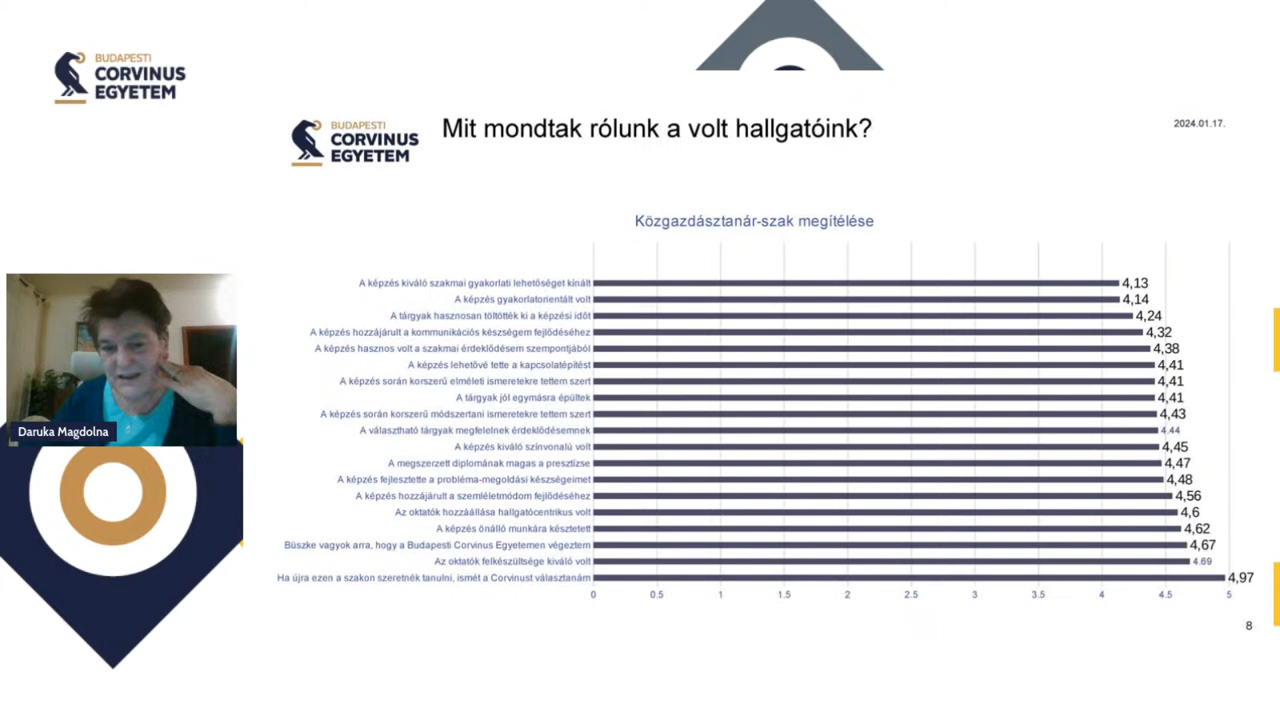 BUDAPESTI
CORVINUS
EGYETEM
BUDAPESTI
CORVINUS
EGYETEM
Mit mondtak rólunk a volt hallgatóink?
2024.01.17.
Közgazdásztanár-szak megítélése
A képzés kiváló szakmai gyakorlati lehetőséget kínált 4,13
A képzés gyakorlatorientált volt 4,14
A tárgyak hasznosan töltötték ki a képzési időt 4,24
A képzés hozzájárult a kommunikációs készségem fejlődéséhez 4,32
A képzés hasznos volt a szakmai érdeklődésem szempontjából 4,38
A képzés lehetővé tette a kapcsolatépítést 4,41
A képzés során korszerű elméleti ismeretekre tettem szert 4,41
A tárgyak jól egymásra épültek 4,41
A képzés során korszerű módszertani ismeretekre tettem szert 4,43
A választható tárgyak megfelelnek érdeklődésemnek 4.44
A képzés kiváló színvonalú volt 4,45
A megszerzett diplomának magas a presztízse 4,47
A képzés fejlesztette a probléma-megoldási készségeimet 4,48
A képzés hozzájárult a szemléletmódom fejlődéséhez 4,56
Az oktatók hozzáállása hallgatócentrikus volt 4,6
A képzés önálló munkára késztetett 4,62
Büszke vagyok arra, hogy a Budapesti Corvinus Egyetemen végeztem 4,67
Az oktatók felkészültsége kiváló volt 4.69
Ha újra ezen a szakon szeretnék tanulni, ismét a Corvinust választanám 4,97
0 0.5 1 1.5 2 2.5 3 3.5 4 4.5 5
Daruka Magdolna
8